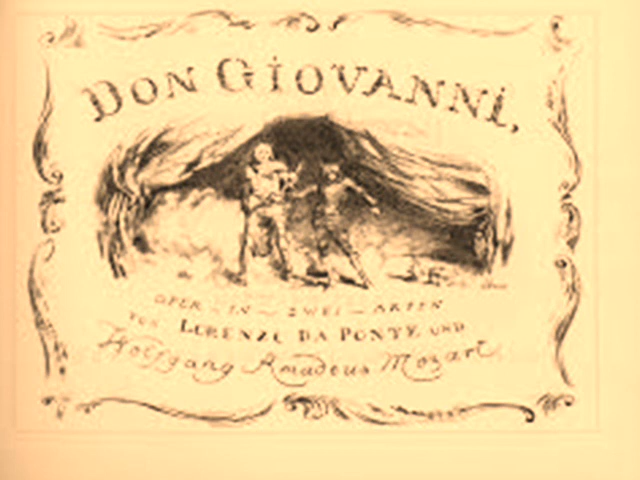 DON GIOVANNI,
OPER IN ZWEI AKTEN
VON LORENZO DA PONTE UND
Wolfgang Amadeus Mozart